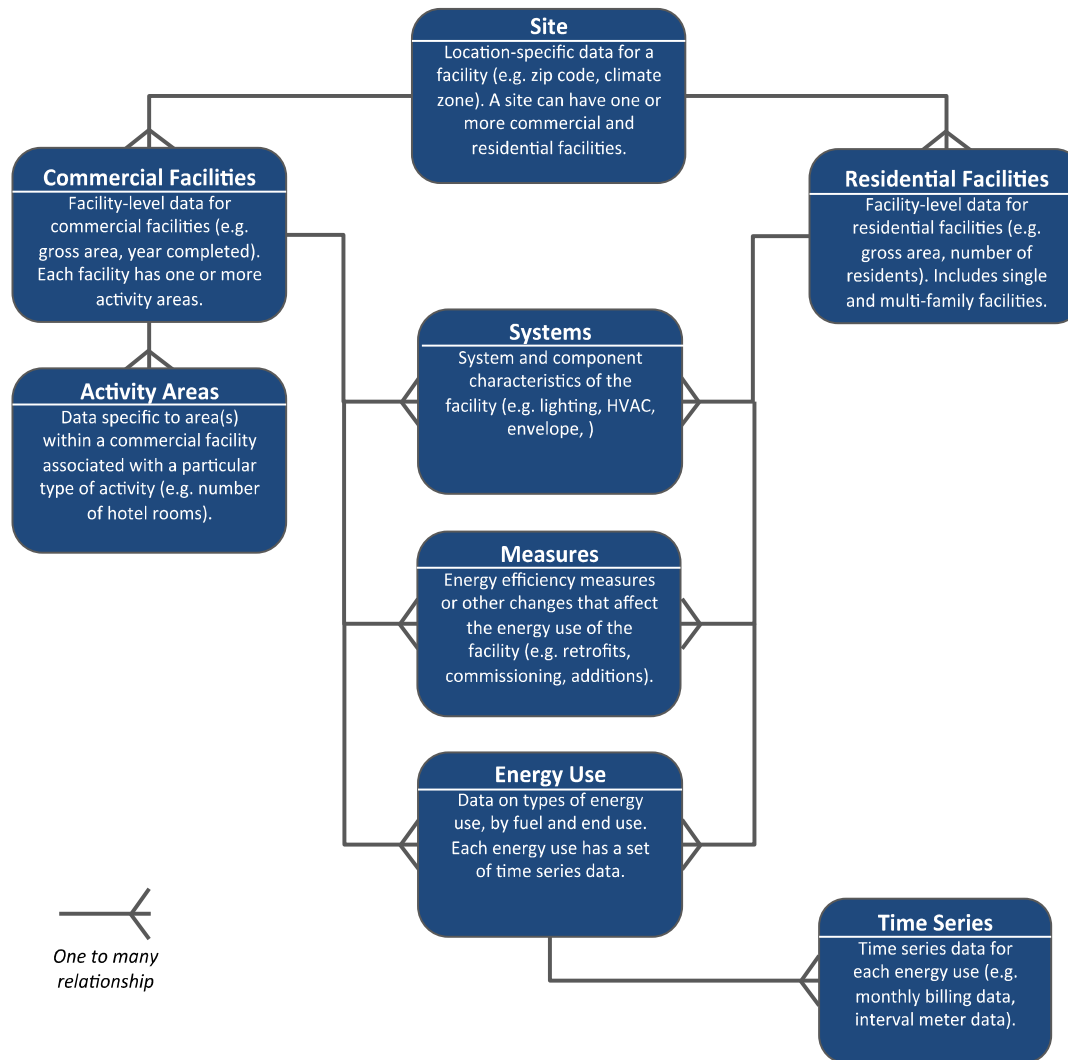 Site
Location-specific data for a
facility (e.g. zip code, climate
zone). A site can have one or
more commercial and
residential facilities.
Commercial Facilities
Facility-level data for
commercial facilities (e.g.
gross area, year completed).
Each facility has one or more
activity areas.
Residential Facilities
Facility-level data for
residential facilities (e.g.
gross area, number of
residents). Includes single
and multi-family facilities.
Systems
System and component
characteristics of the
facility (e.g. lighting, HVAC,
envelope, )
Activity Areas
Data specific to area(s)
within a commercial facility
associated with a particular
type of activity (e.g. number
of hotel rooms).
Measures
Energy efficiency measures
or other changes that affect
the energy use of the
facility (e.g. retrofits,
commissioning, additions).
Energy Use
Data on types of energy
use, by fuel and end use.
Each energy use has a set
of time series data.
One to many
relationship
Time Series
Time series data for
each energy use (e.g.
monthly billing data,
interval meter data).